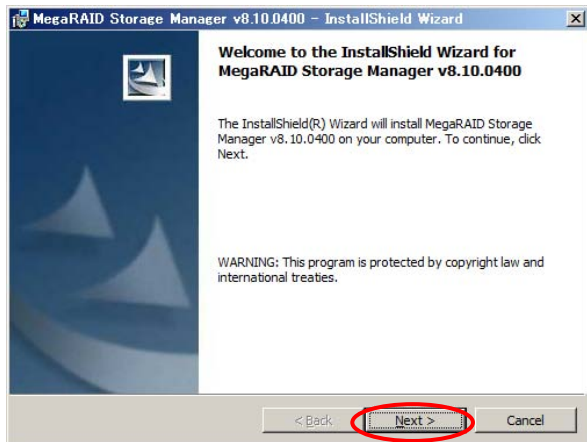 MegaRAID Storage Manager v8.10.0400 - InstallShield Wizard
Welcome to the InstallShield Wizard for
MegaRAID Storage Manager v8.10.0400
The InstallShield(R) Wizard will install MegaRAID Storage
Manager v8.10.0400 on your computer. To continue, click
Next.
WARNING: This program is protected by copyright law and
international treaties.
< Back
Next >
Cancel